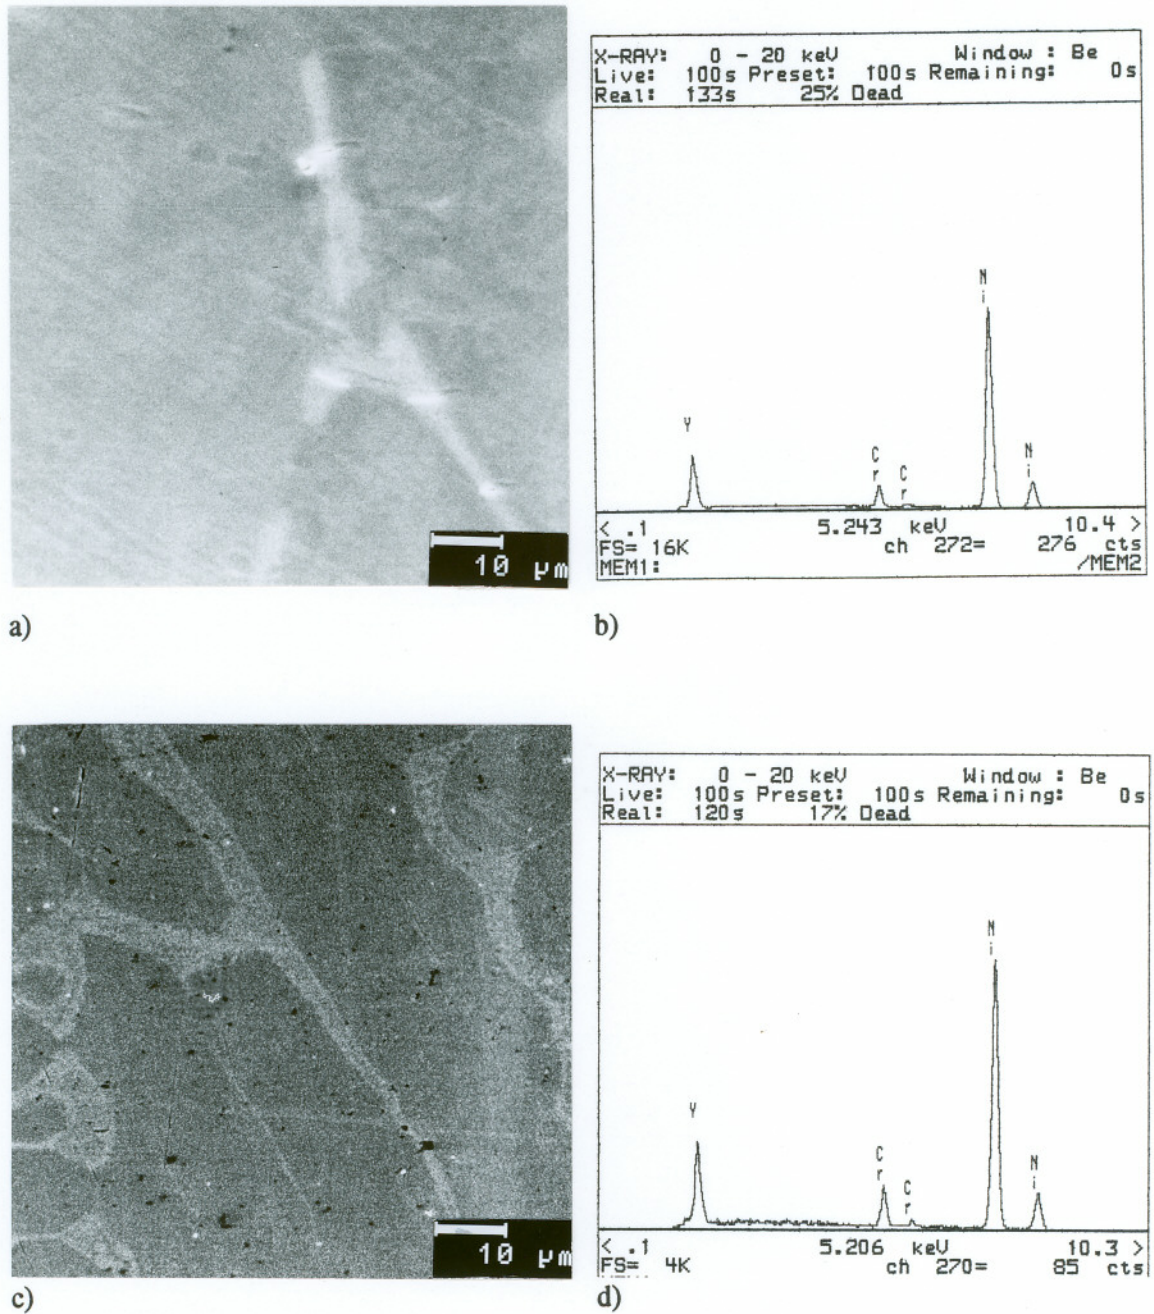 10 µm
a)
X-RAY: 0 - 20 keV Window : Be
Live: 100s Preset: 100s Remaining: 0s
Real: 133s 25% Dead
Y
Cr
Cr
Ni
Ni
< .1 5.243 keV 10.4 >
FS= 16K ch 272= 276 cts
MEM1: /MEM2
b)
10 µm
c)
X-RAY: 0 - 20 keV Window : Be
Live: 100s Preset: 100s Remaining: 0s
Real: 120s 17% Dead
Y
Cr
Cr
Ni
Ni
< .1 5.206 keV 10.3 >
FS= 4K ch 270= 85 cts
d)